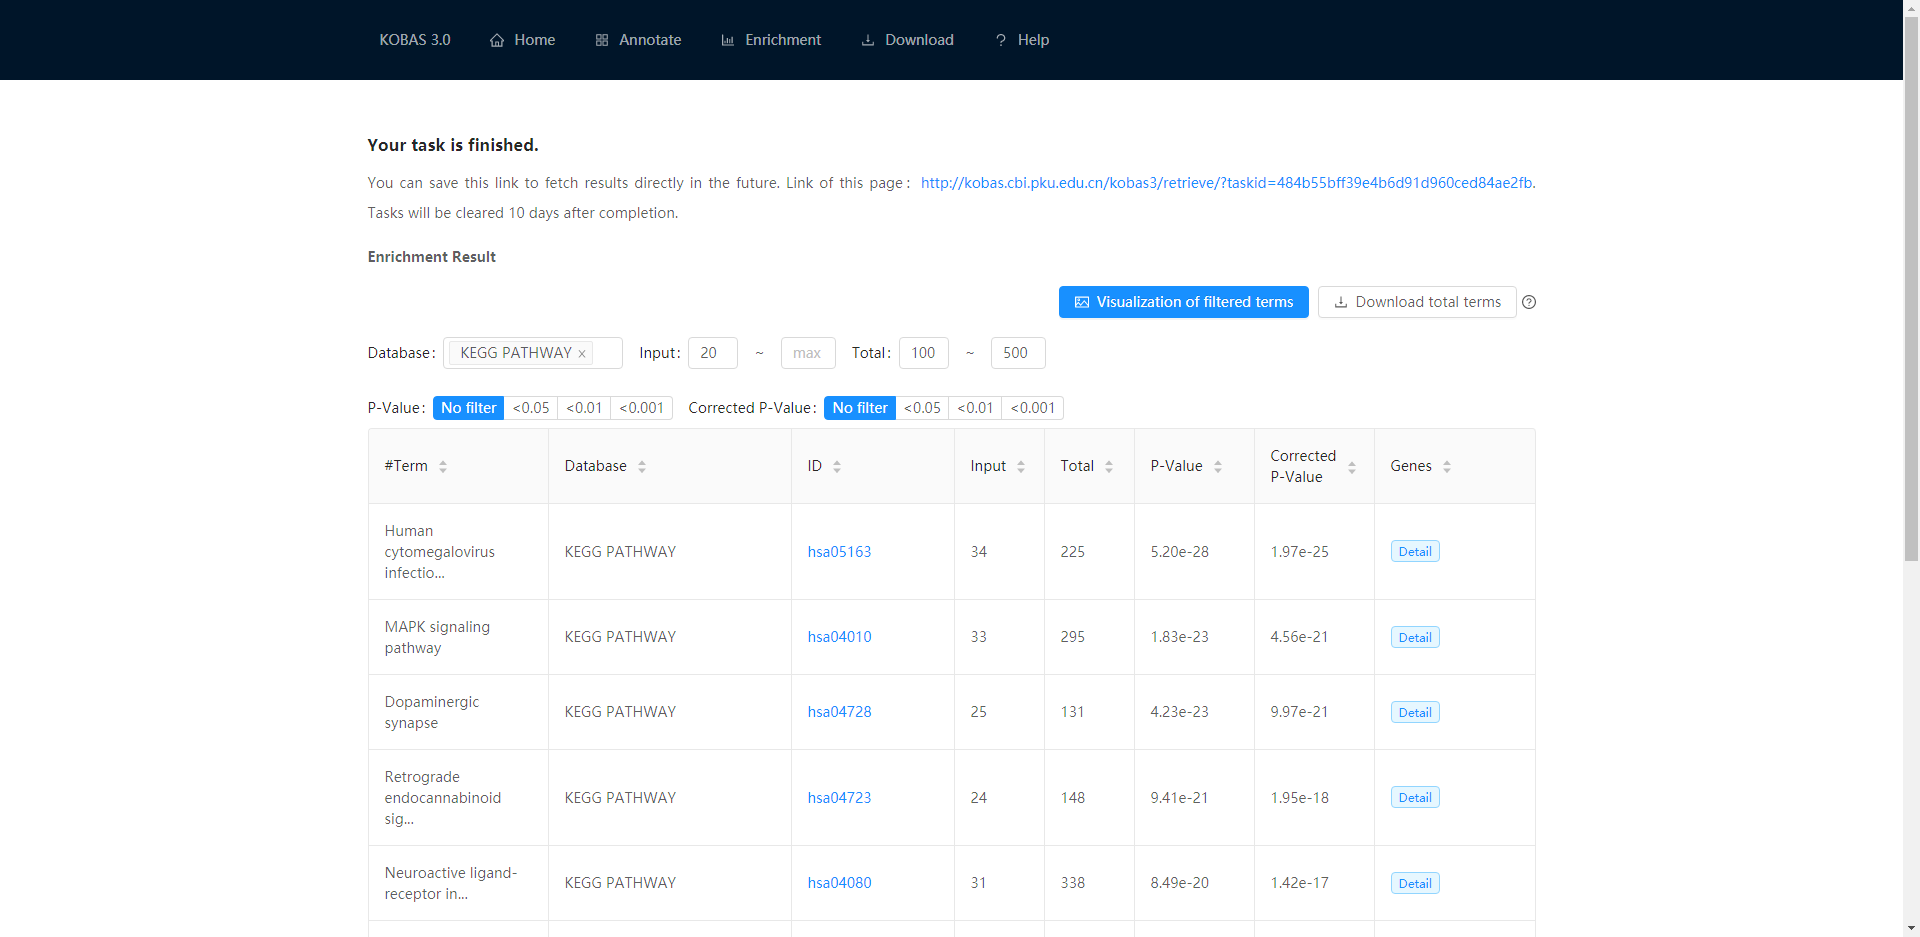 KOBAS 3.0 Home Annotate Enrichment Download ? Help
Your task is finished.
You can save this link to fetch results directly in the future. Link of this page: http://kobas.cbi.pku.edu.cn/kobas3/retrieve/?taskid=484b55bff39e4b6d91d960ced84ae2fb.
Tasks will be cleared 10 days after completion.
Enrichment Result
Visualization of filtered terms Download total terms ?
Database: KEGG PATHWAY × Input: 20 ~ max Total: 100 ~ 500
P-Value: No filter <0.05 <0.01 <0.001 Corrected P-Value: No filter <0.05 <0.01 <0.001
#Term Database ID Input Total P-Value Corrected P-Value Genes
Human cytomegalovirus infectio... KEGG PATHWAY hsa05163 34 225 5.20e-28 1.97e-25 Detail
MAPK signaling pathway KEGG PATHWAY hsa04010 33 295 1.83e-23 4.56e-21 Detail
Dopaminergic synapse KEGG PATHWAY hsa04728 25 131 4.23e-23 9.97e-21 Detail
Retrograde endocannabinoid sig... KEGG PATHWAY hsa04723 24 148 9.41e-21 1.95e-18 Detail
Neuroactive ligand-receptor in... KEGG PATHWAY hsa04080 31 338 8.49e-20 1.42e-17 Detail